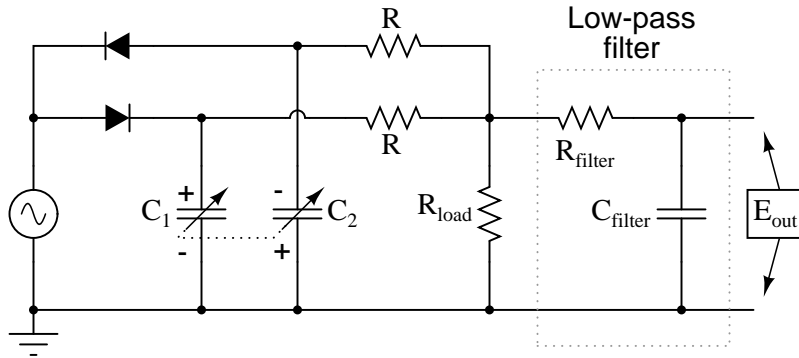 Low-pass
filter
R
R
R_filter
C_1
+
-
C_2
-
+
R_load
C_filter
E_out